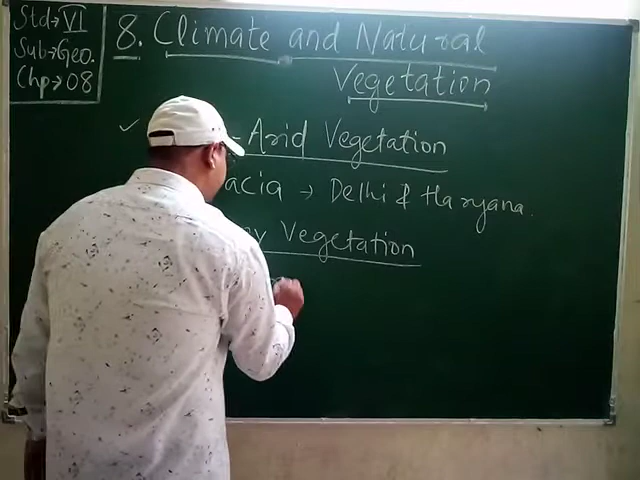 Std→VI
Sub→Geo.
Chp→08
8. Climate and Natural
Vegetation
✓ -Arid Vegetation
acia → Delhi & Haryana.
y Vegetation